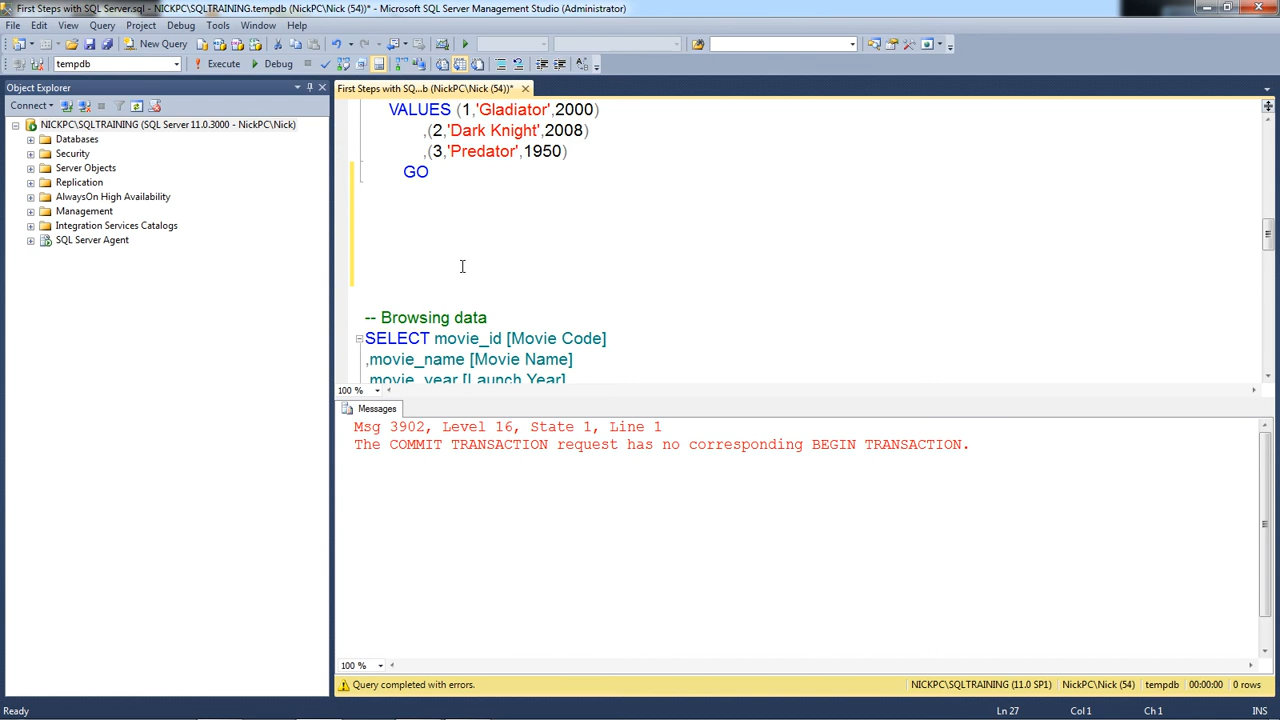 First Steps with SQL Server.sql - NickPC\SQLTRAINING.tempdb (NickPC\Nick (54))* - Microsoft SQL Server Management Studio (Administrator)
File Edit View Query Project Debug Tools Window Help
New Query
tempdb Execute Debug
Object Explorer
First Steps with SQ...b (NickPC\Nick (54))*
Connect
NICKPC\SQLTRAINING (SQL Server 11.0.3000 - NickPC\Nick)
Databases
Security
Server Objects
Replication
AlwaysOn High Availability
Management
Integration Services Catalogs
SQL Server Agent
VALUES (1,'Gladiator',2000)
,(2,'Dark Knight',2008)
,(3,'Predator',1950)
GO
-- Browsing data
SELECT movie_id [Movie Code]
,movie_name [Movie Name]
,movie_year [Launch Year]
100 %
Messages
Msg 3902, Level 16, State 1, Line 1
The COMMIT TRANSACTION request has no corresponding BEGIN TRANSACTION.
100 %
Query completed with errors.
NICKPC\SQLTRAINING (11.0 SP1) NickPC\Nick (54) tempdb 00:00:00 0 rows
Ready
Ln 27 Col 1 Ch 1 INS